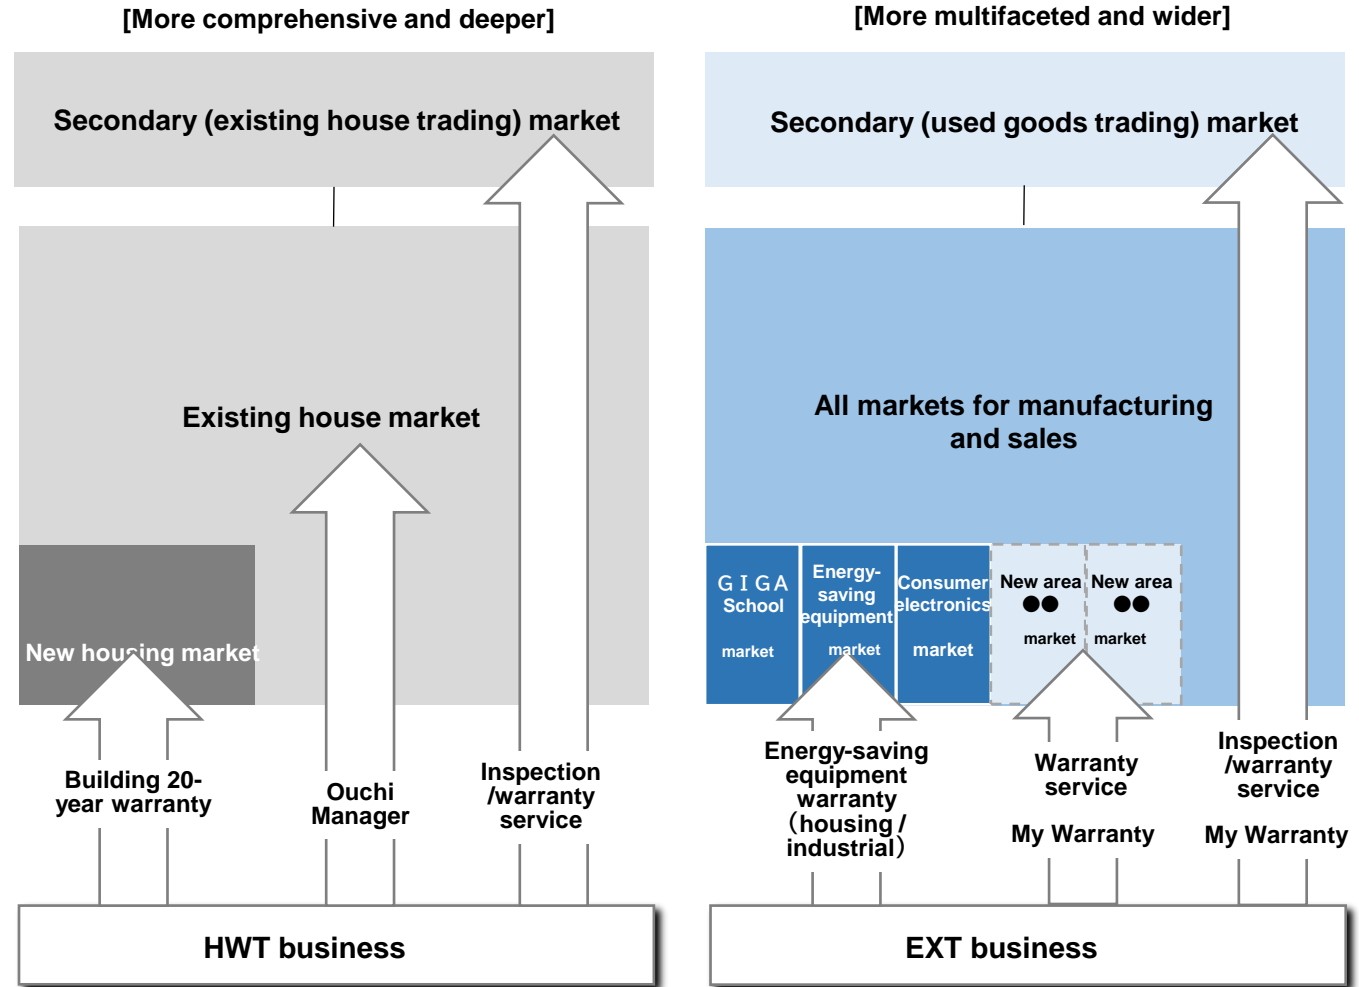 [More comprehensive and deeper]
Secondary (existing house trading) market
Existing house market
New housing market
Building 20-
year warranty
Ouchi
Manager
Inspection
/warranty
service
HWT business
[More multifaceted and wider]
Secondary (used goods trading) market
All markets for manufacturing
and sales
ＧＩＧＡ
School
market
Energy-
saving
equipment
market
Consumer
electronics
market
New area
●●
market
New area
●●
market
Energy-saving
equipment
warranty
（housing /
industrial）
Warranty
service
My Warranty
Inspection
/warranty
service
My Warranty
EXT business